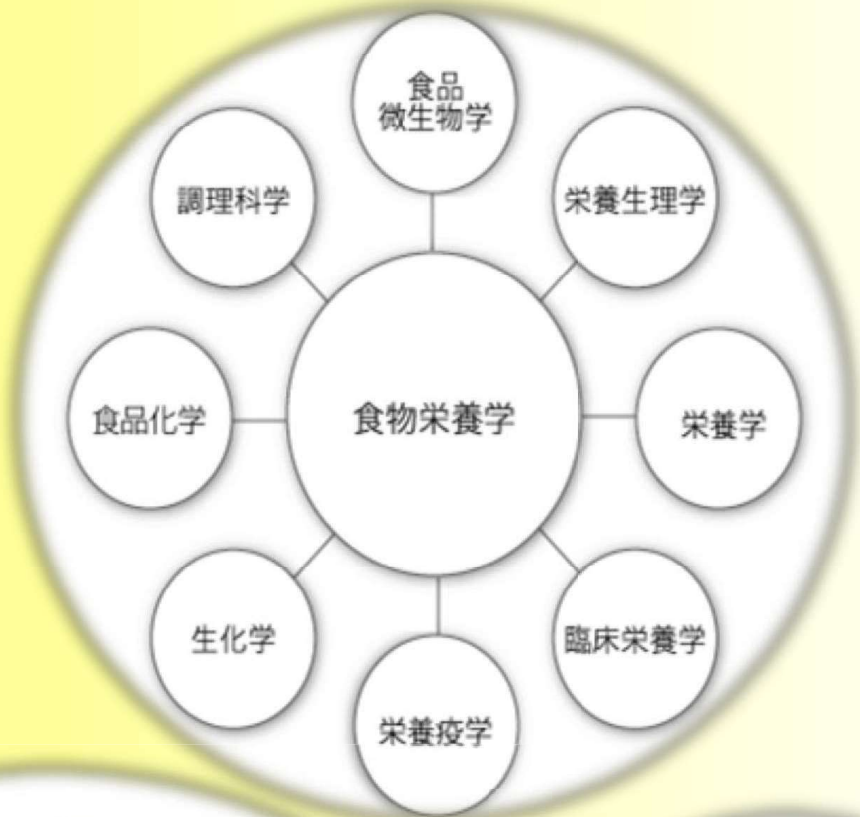 食品
微生物学
調理科学
栄養生理学
食品化学
食物栄養学
栄養学
生化学
臨床栄養学
栄養疫学